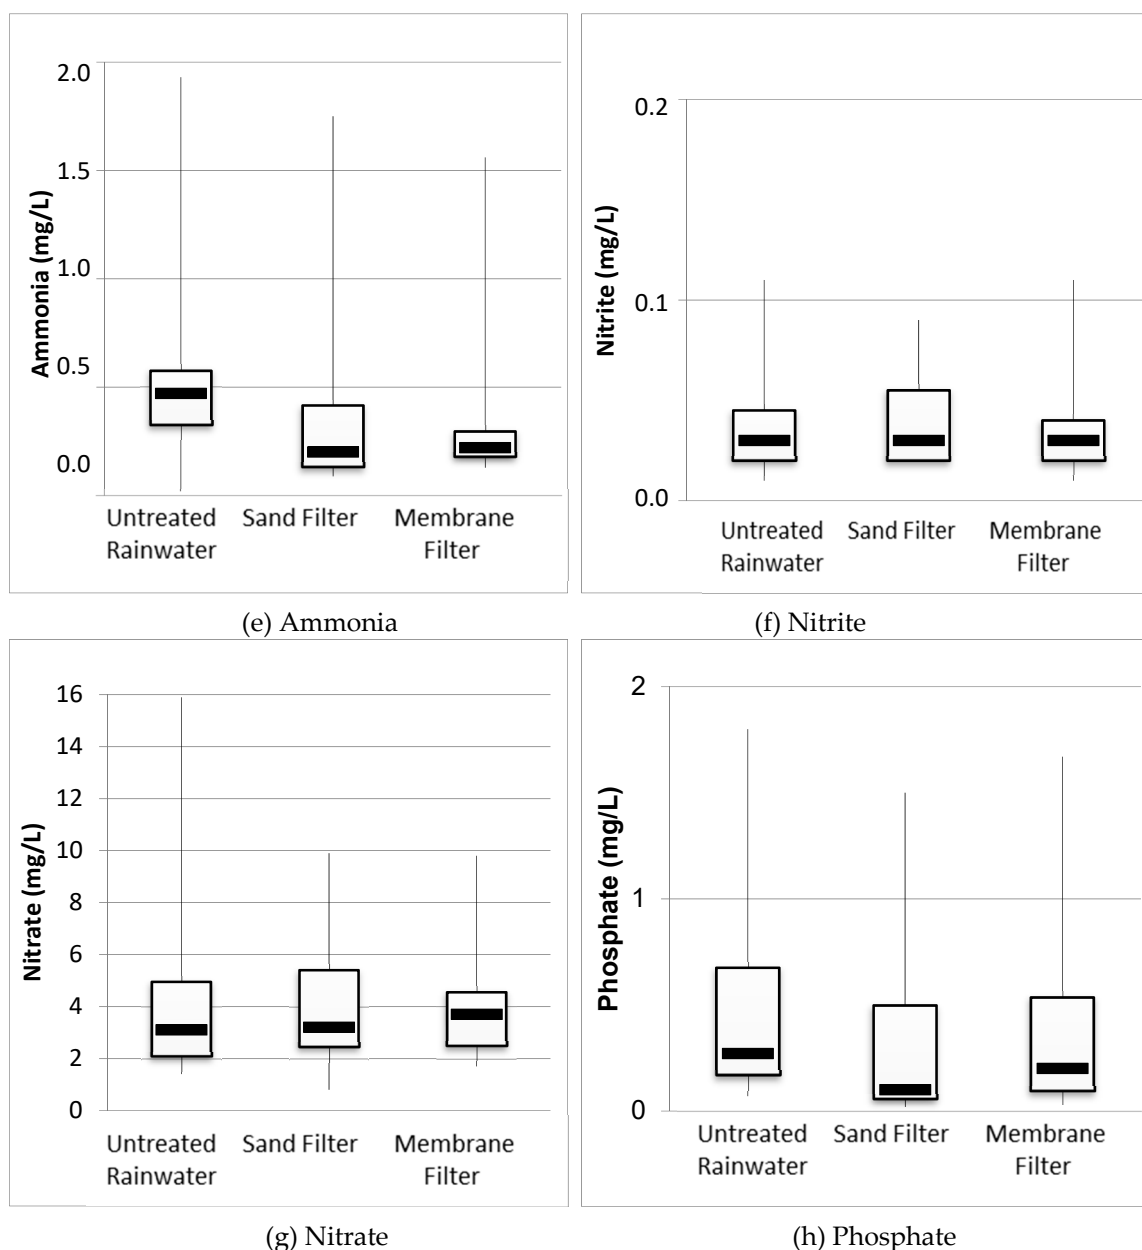 2.0
1.5
1.0
0.5
0.0
Ammonia (mg/L)
Untreated Rainwater
Sand Filter
Membrane Filter
(e) Ammonia
0.2
0.1
0.0
Nitrite (mg/L)
Untreated Rainwater
Sand Filter
Membrane Filter
(f) Nitrite
16
14
12
10
8
6
4
2
0
Nitrate (mg/L)
Untreated Rainwater
Sand Filter
Membrane Filter
(g) Nitrate
2
1
0
Phosphate (mg/L)
Untreated Rainwater
Sand Filter
Membrane Filter
(h) Phosphate